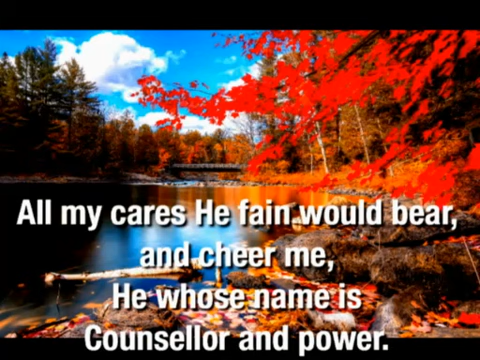 All my cares He fain would bear,
and cheer me,
He whose name is
Counsellor and power.